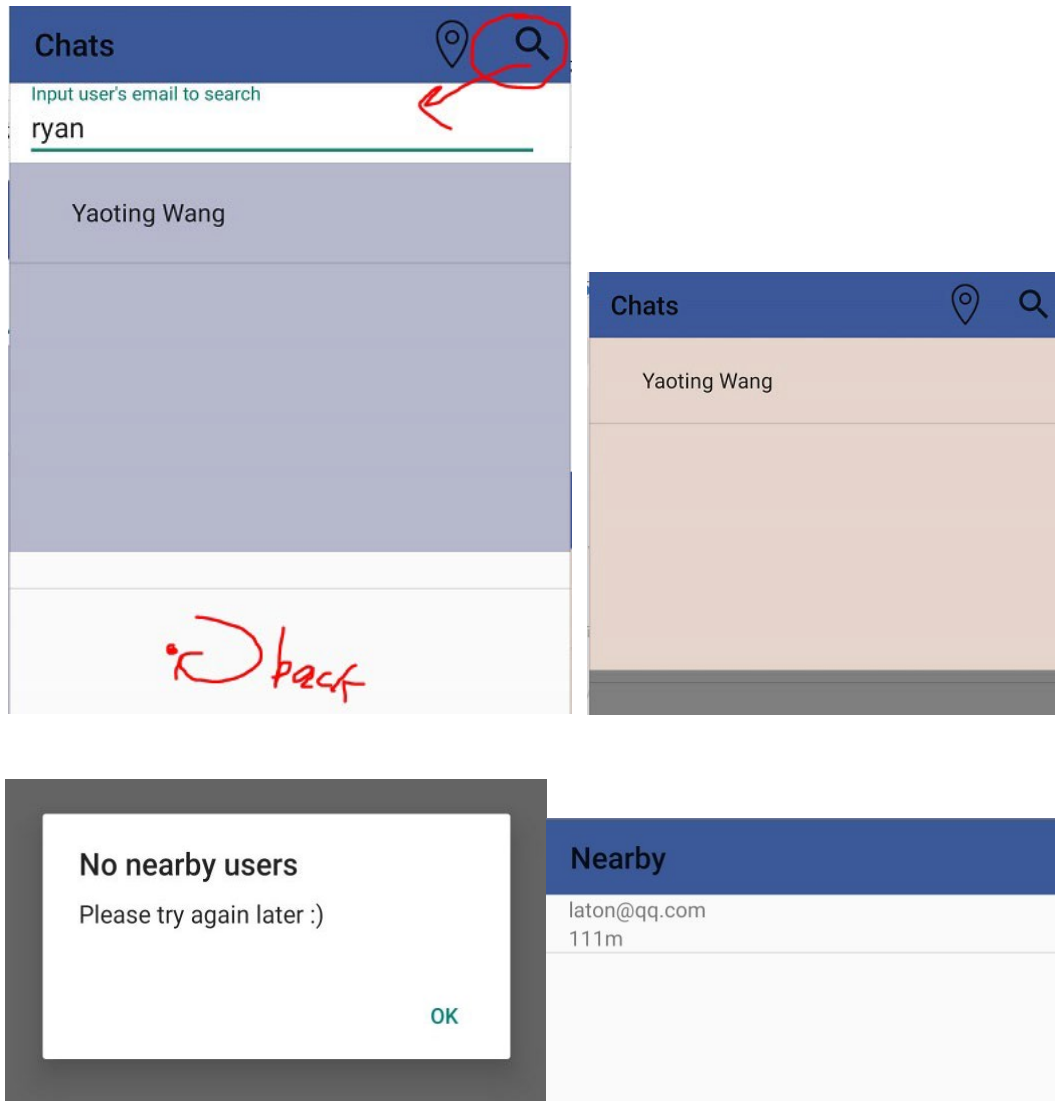 Chats
Input user's email to search
ryan
Yaoting Wang
back
Chats
Yaoting Wang
No nearby users
Please try again later :)
OK
Nearby
laton@qq.com
111m